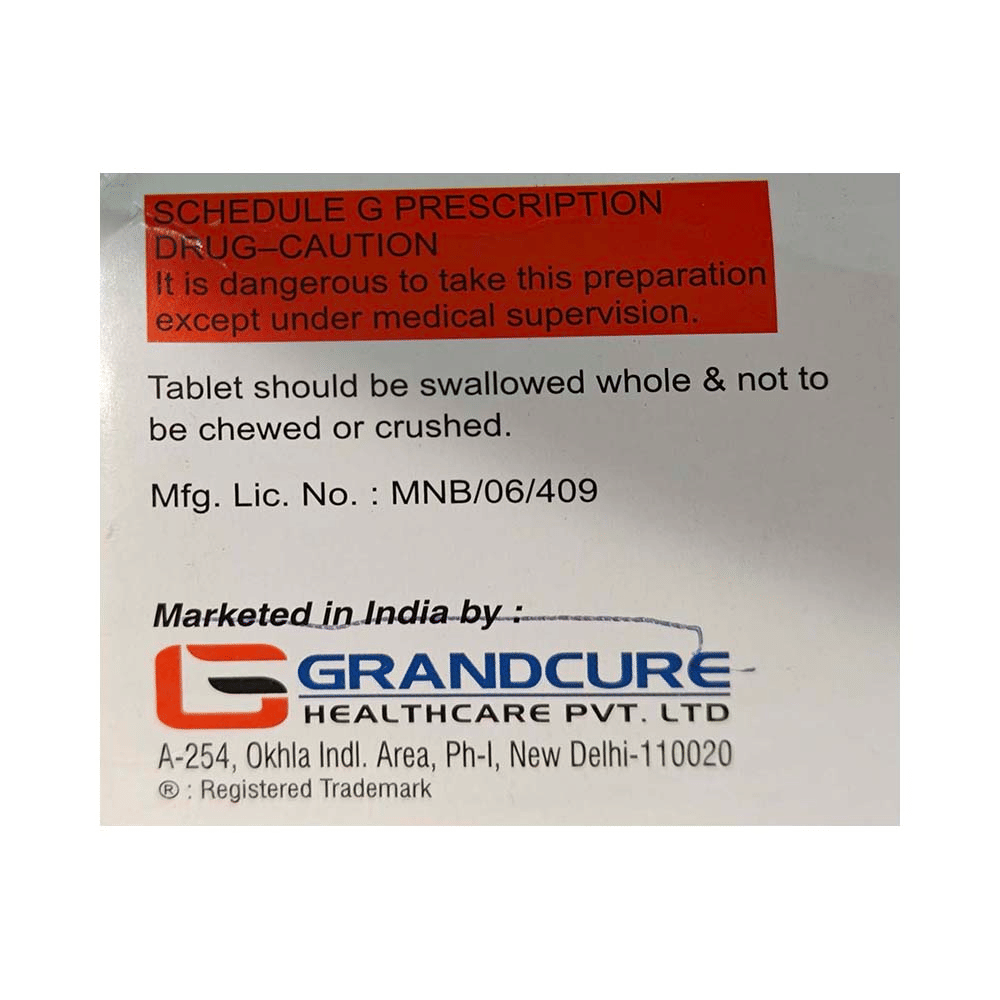 SCHEDULE G PRESCRIPTION
DRUG–CAUTION
It is dangerous to take this preparation
except under medical supervision.
Tablet should be swallowed whole & not to
be chewed or crushed.
Mfg. Lic. No. : MNB/06/409
Marketed in India by :
GRANDCURE
HEALTHCARE PVT. LTD
A-254, Okhla Indl. Area, Ph-I, New Delhi-110020
® : Registered Trademark